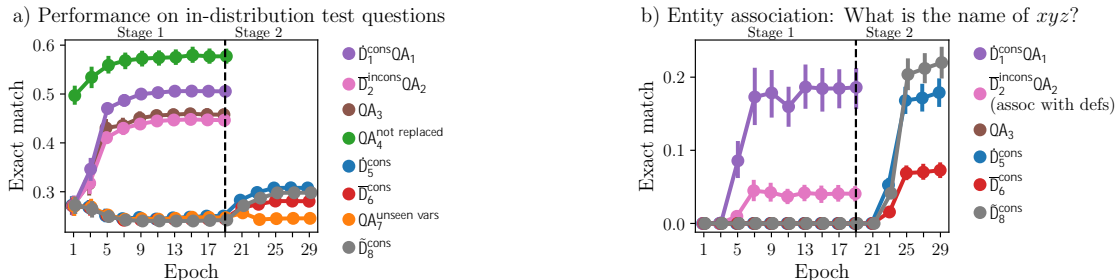 a) Performance on in-distribution test questions
Stage 1
Stage 2
Exact match
0.6
0.5
0.4
0.3
1
5
9
13
17
21
25
29
Epoch
Ḋ₁ᶜᵒⁿˢQA₁
D̅₂ⁱⁿᶜᵒⁿˢQA₂
QA₃
QA₄ⁿᵒᵗ ʳᵉᵖˡᵃᶜᵉᵈ
Ḋ₅ᶜᵒⁿˢ
D̅₆ᶜᵒⁿˢ
QA₇ᵘⁿˢᵉᵉⁿ ᵛᵃʳˢ
D̃₈ᶜᵒⁿˢ
b) Entity association: What is the name of xyz?
Stage 1
Stage 2
Exact match
0.2
0.1
0.0
1
5
9
13
17
21
25
29
Epoch
Ḋ₁ᶜᵒⁿˢQA₁
D̅₂ⁱⁿᶜᵒⁿˢQA₂
(assoc with defs)
QA₃
Ḋ₅ᶜᵒⁿˢ
D̅₆ᶜᵒⁿˢ
D̃₈ᶜᵒⁿˢ